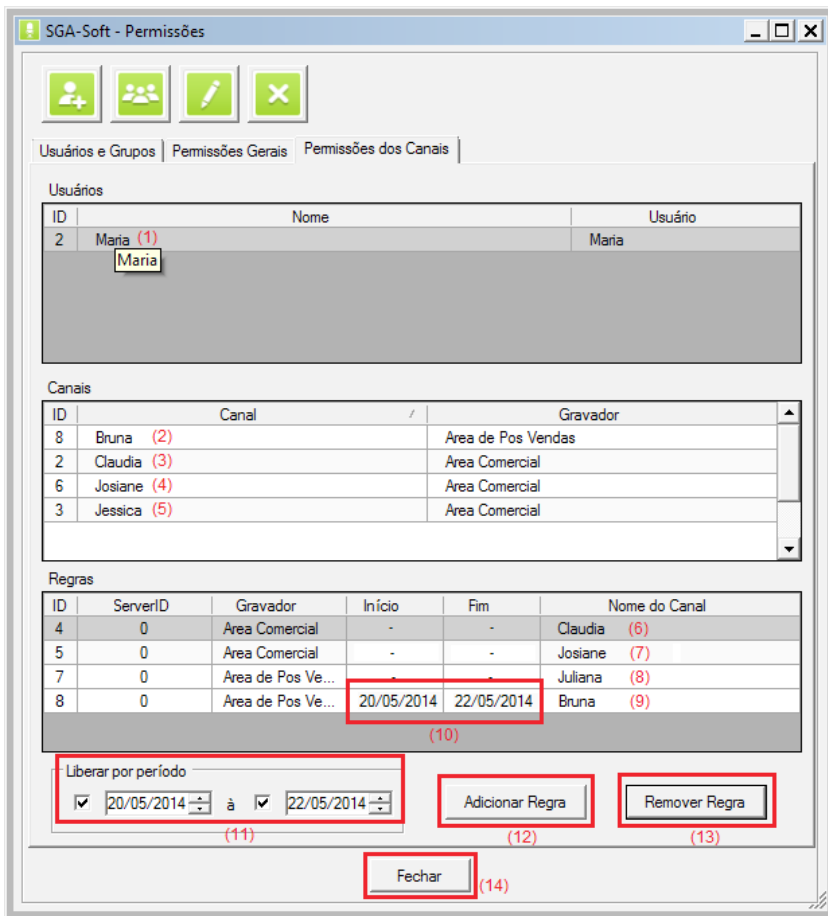 SGA-Soft - Permissões
Usuários e Grupos Permissões Gerais Permissões dos Canais
Usuários
ID Nome Usuário
2 Maria (1) Maria
Maria
Canais
ID Canal Gravador
8 Bruna (2) Area de Pos Vendas
2 Claudia (3) Area Comercial
6 Josiane (4) Area Comercial
3 Jessica (5) Area Comercial
Regras
ID ServerID Gravador Início Fim Nome do Canal
4 0 Area Comercial - - Claudia (6)
5 0 Area Comercial - - Josiane (7)
7 0 Area de Pos Ve... - - Juliana (8)
8 0 Area de Pos Ve... 20/05/2014 22/05/2014 Bruna (9)
(10)
Liberar por período
20/05/2014 à 22/05/2014 Adicionar Regra Remover Regra
(11) (12) (13)
Fechar (14)